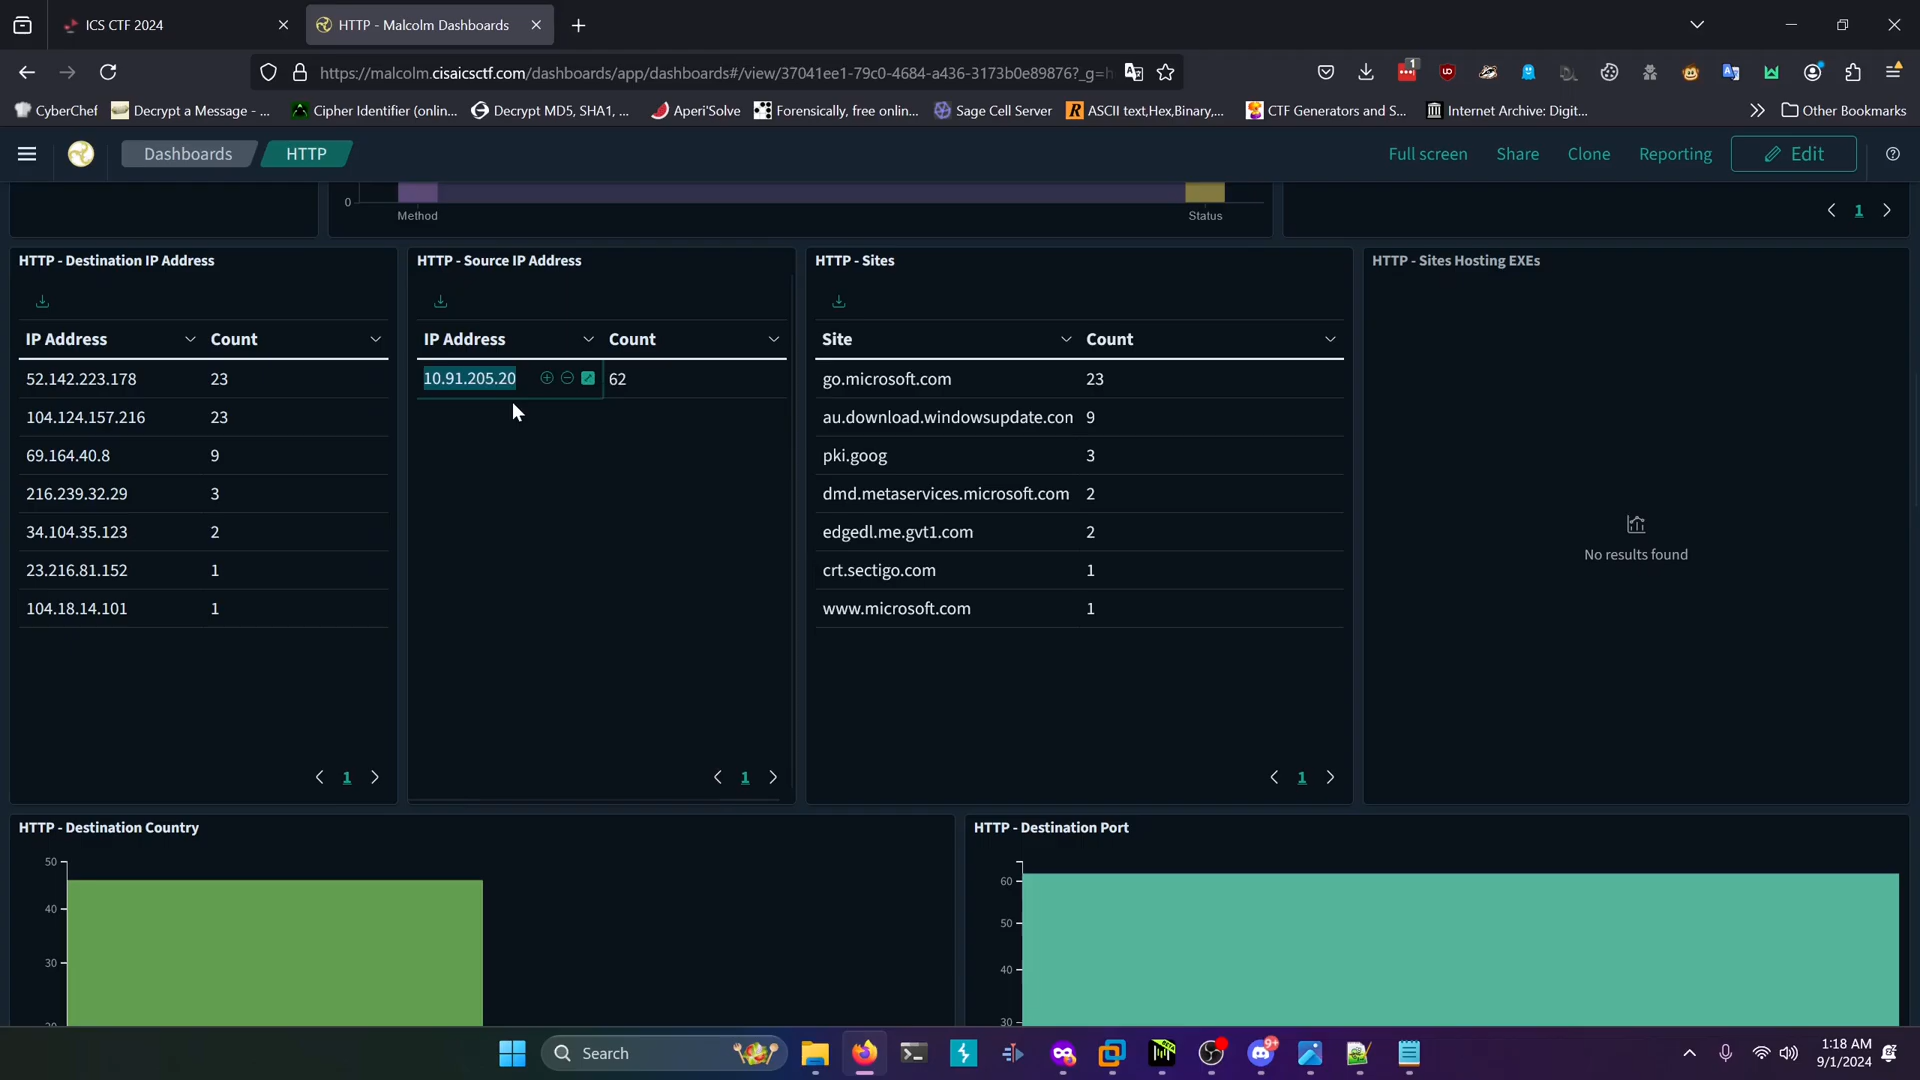 ICS CTF 2024
HTTP - Malcolm Dashboards
https://malcolm.cisaicsctf.com/dashboards/app/dashboards#/view/37041ee1-79c0-4684-a436-3173b0e89876?_g=h
1
CyberChef
Decrypt a Message - ...
Cipher Identifier (onlin...
Decrypt MD5, SHA1, ...
Aperi'Solve
Forensically, free onlin...
Sage Cell Server
ASCII text,Hex,Binary,...
CTF Generators and S...
Internet Archive: Digit...
Other Bookmarks
Dashboards
HTTP
Full screen
Share
Clone
Reporting
Edit
0
Method
Status
1
HTTP - Destination IP Address
IP Address Count
52.142.223.178 23
104.124.157.216 23
69.164.40.8 9
216.239.32.29 3
34.104.35.123 2
23.216.81.152 1
104.18.14.101 1
1
HTTP - Source IP Address
IP Address Count
10.91.205.20 62
1
HTTP - Sites
Site Count
go.microsoft.com 23
au.download.windowsupdate.con 9
pki.goog 3
dmd.metaservices.microsoft.com 2
edgedl.me.gvt1.com 2
crt.sectigo.com 1
www.microsoft.com 1
1
HTTP - Sites Hosting EXEs
No results found
HTTP - Destination Country
50
40
30
20
HTTP - Destination Port
60
50
40
30
Search
9+
1:18 AM
9/1/2024